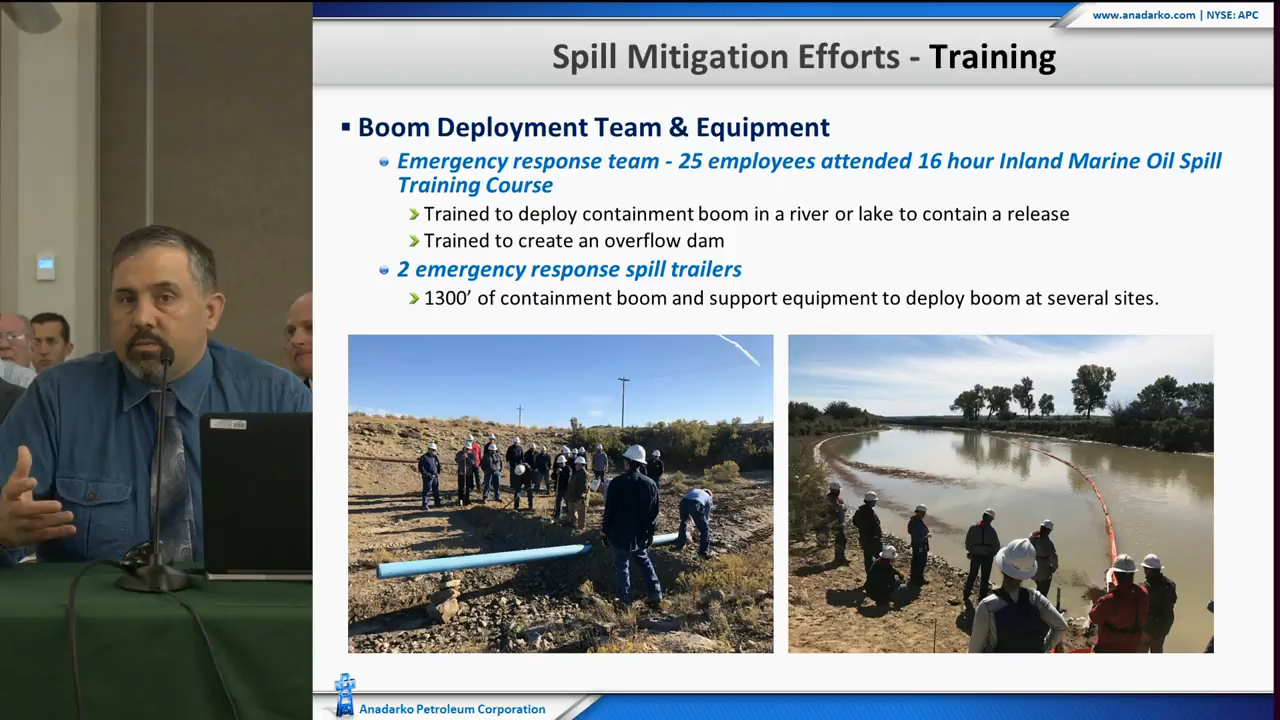 www.anadarko.com | NYSE: APC
Spill Mitigation Efforts - Training
Boom Deployment Team & Equipment
Emergency response team - 25 employees attended 16 hour Inland Marine Oil Spill
Training Course
Trained to deploy containment boom in a river or lake to contain a release
Trained to create an overflow dam
2 emergency response spill trailers
1300’ of containment boom and support equipment to deploy boom at several sites.
Anadarko Petroleum Corporation